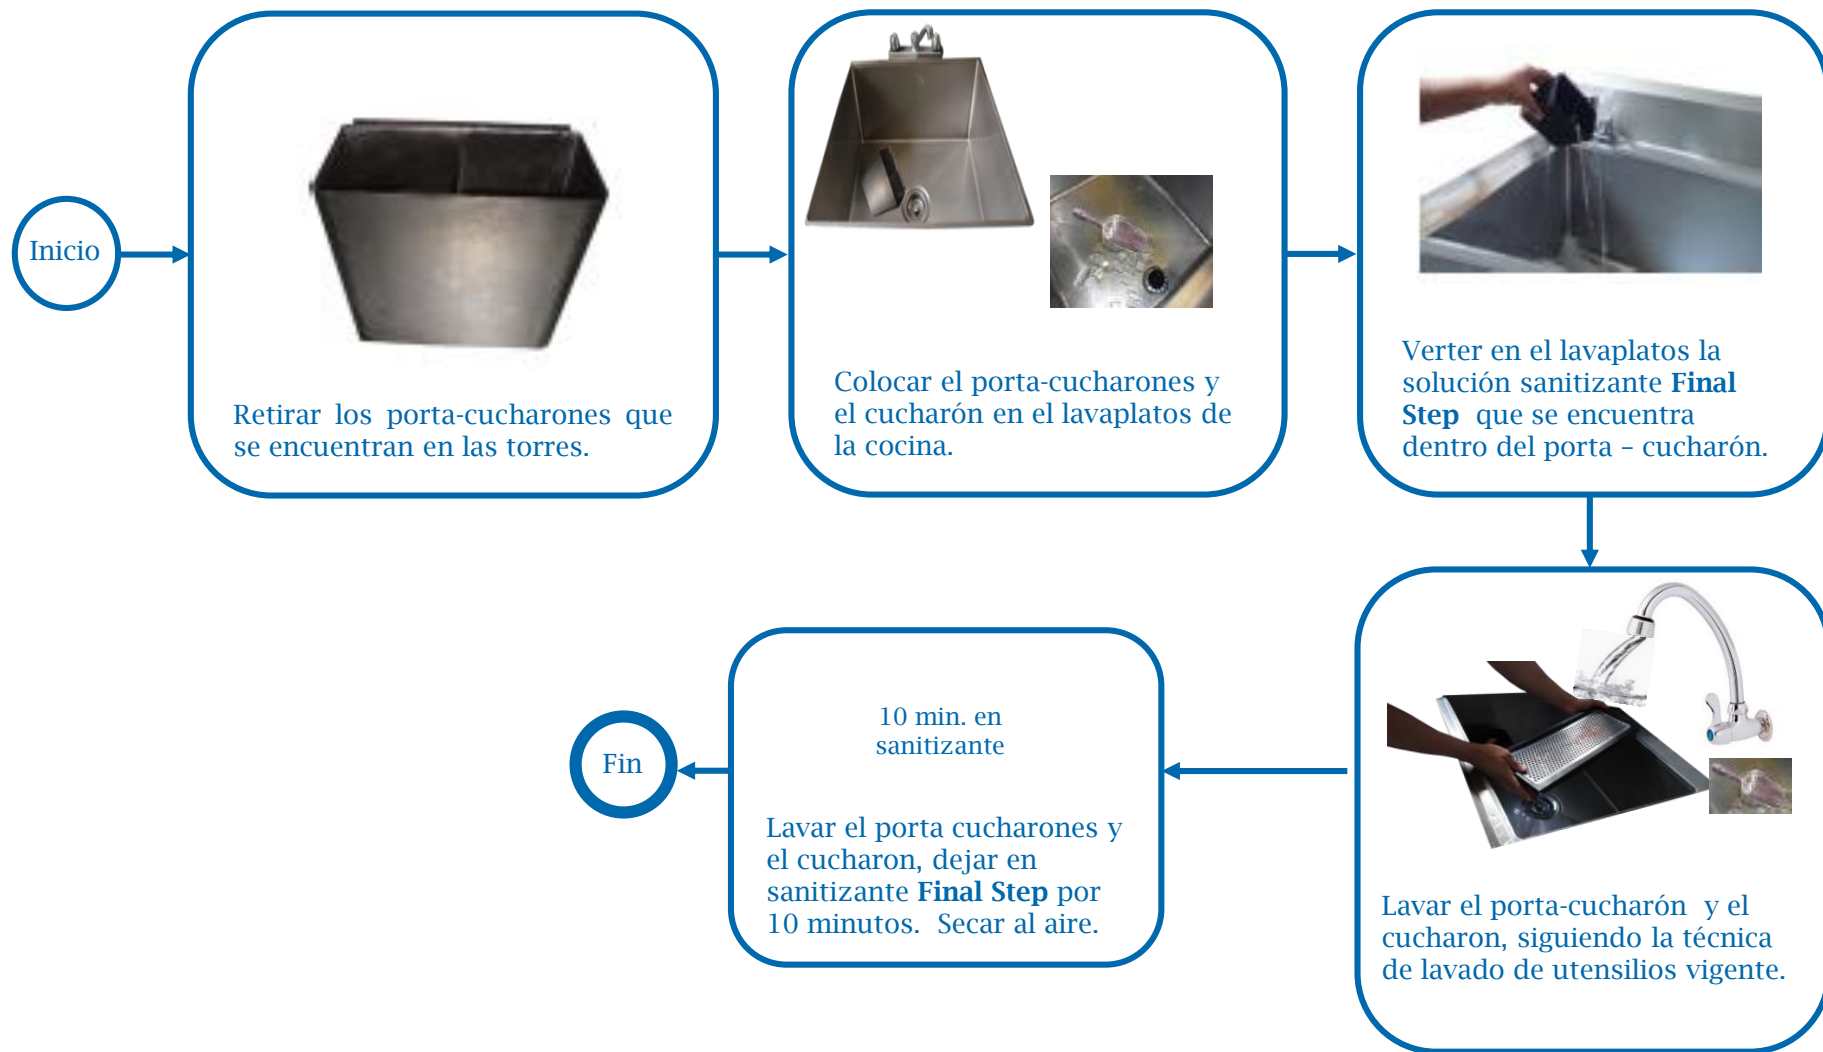 Inicio
Retirar los porta-cucharones que
se encuentran en las torres.
Colocar el porta-cucharones y
el cucharón en el lavaplatos de
la cocina.
Verter en el lavaplatos la
solución sanitizante Final
Step que se encuentra
dentro del porta – cucharón.
Lavar el porta-cucharón y el
cucharon, siguiendo la técnica
de lavado de utensilios vigente.
10 min. en
sanitizante
Lavar el porta cucharones y
el cucharon, dejar en
sanitizante Final Step por
10 minutos. Secar al aire.
Fin